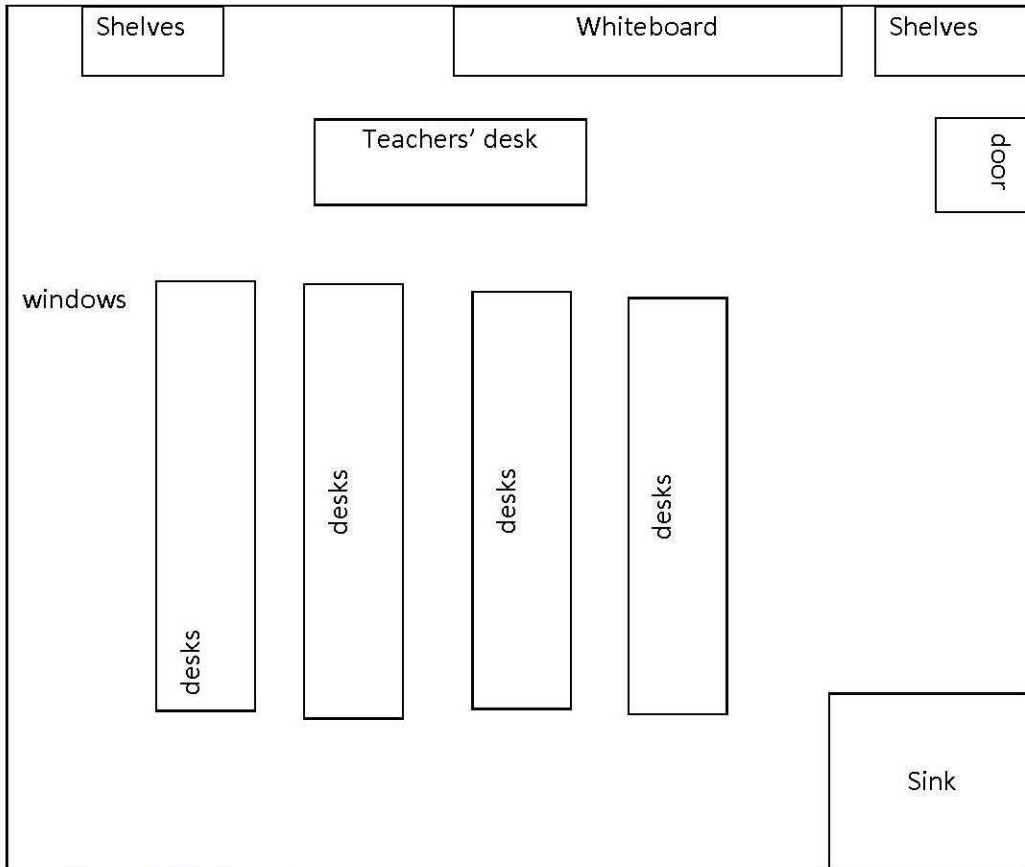 Shelves
Whiteboard
Shelves
Teachers’ desk
door
windows
desks
desks
desks
desks
Sink